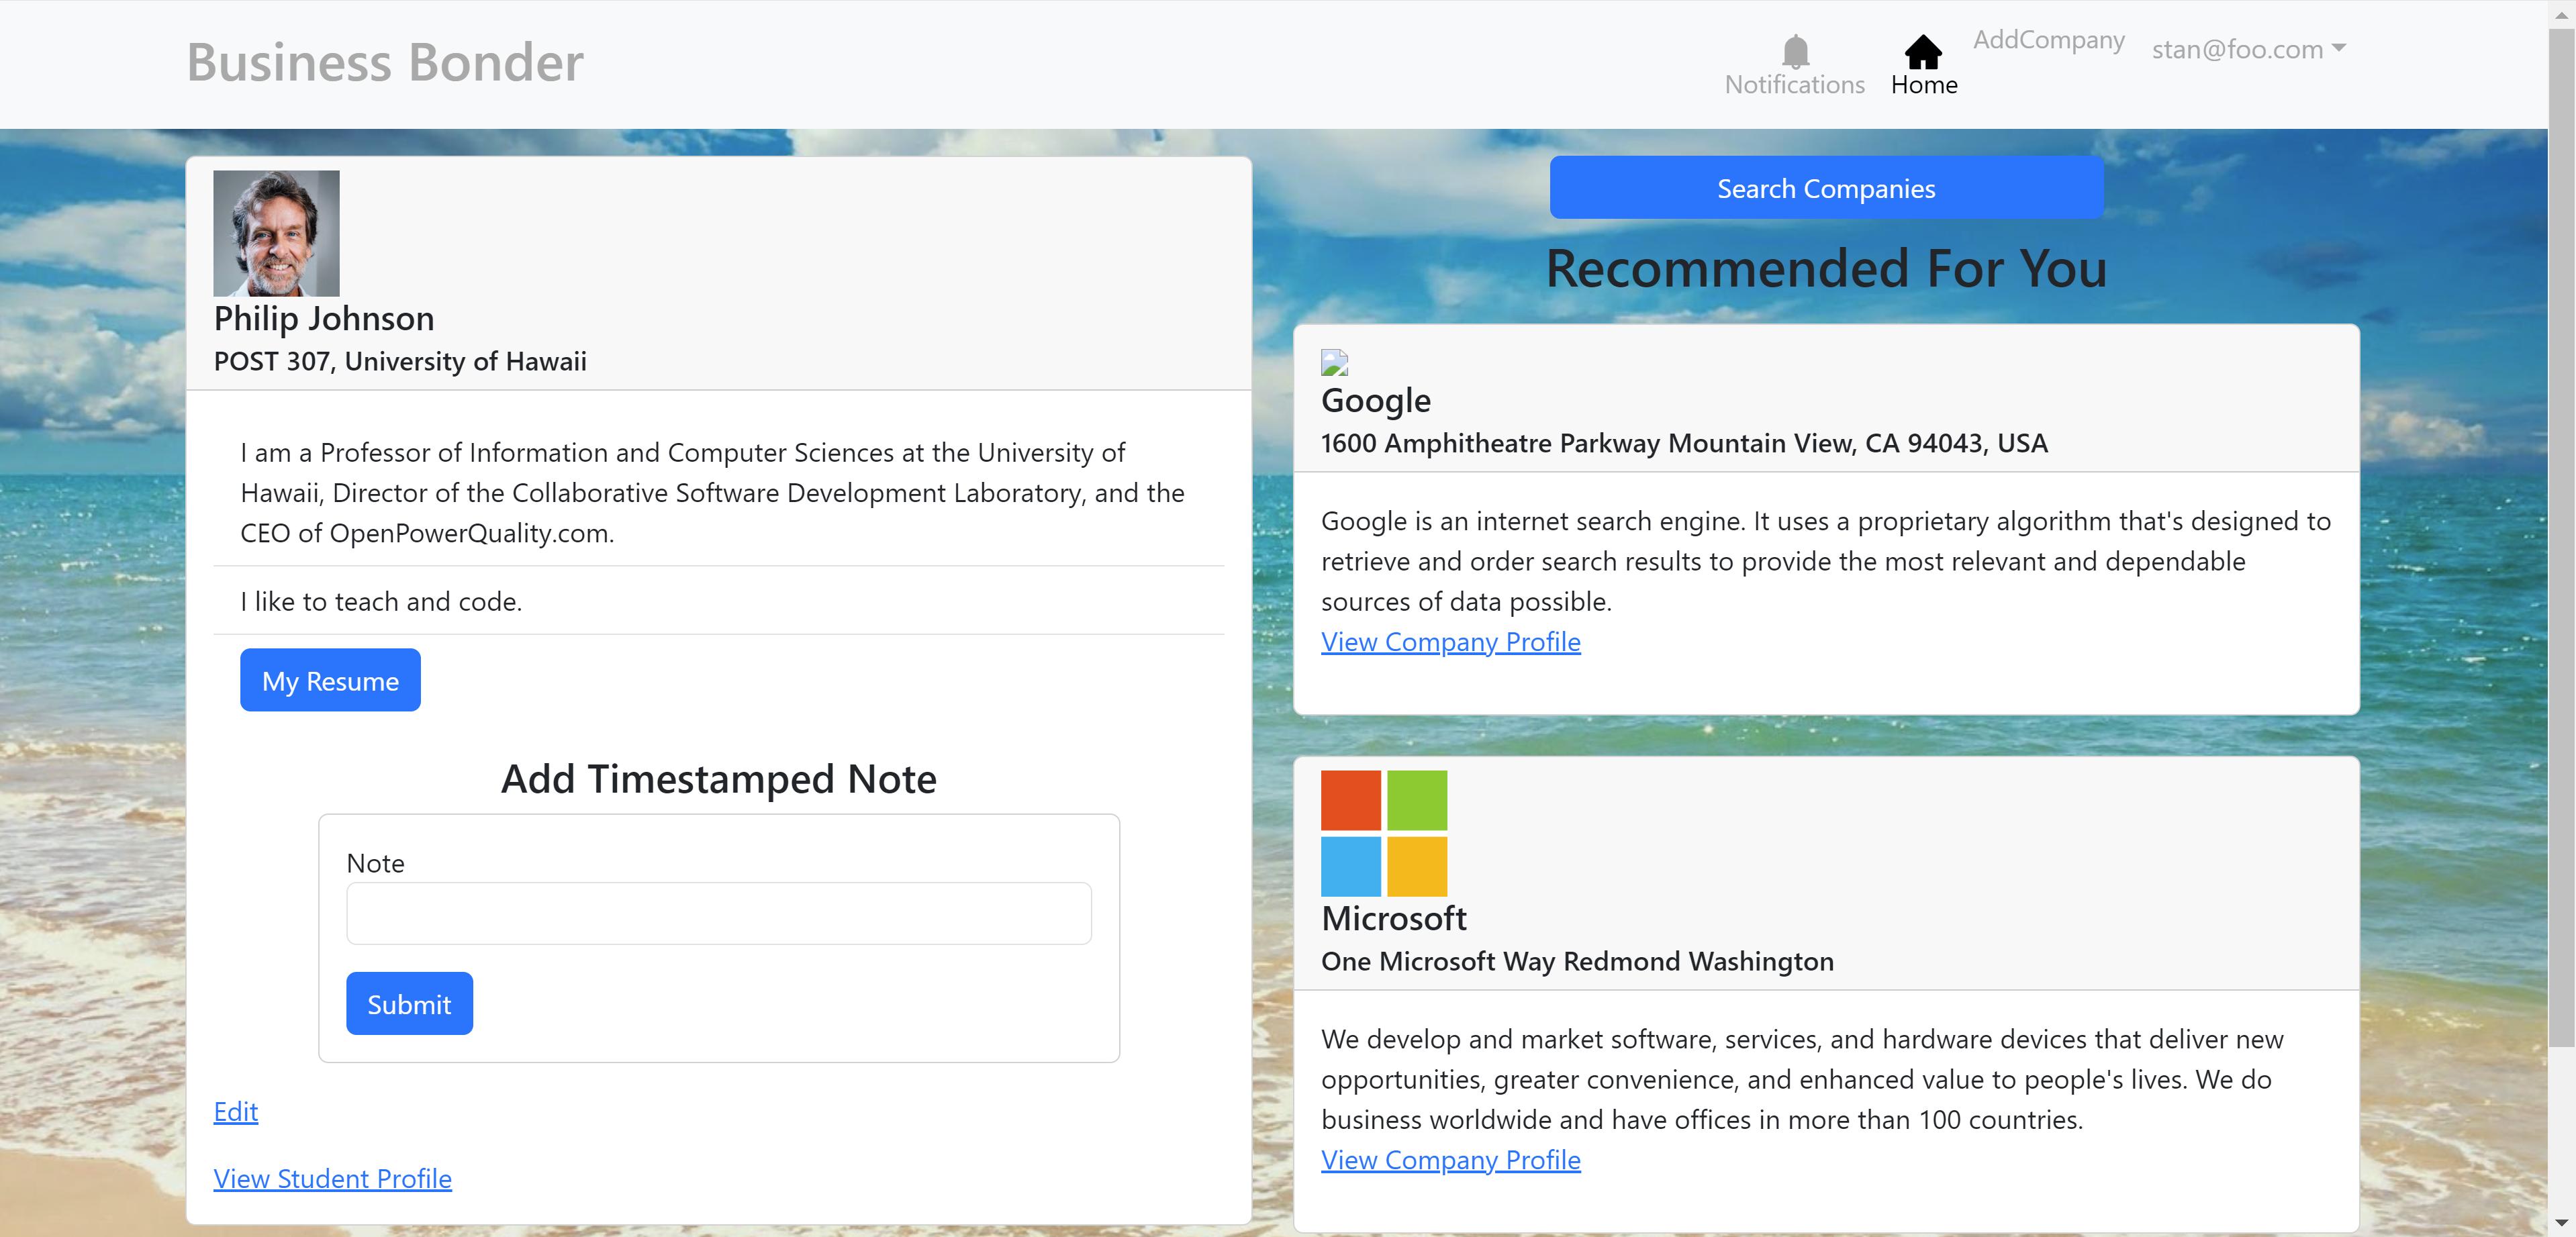 Business Bonder
Notifications
Home
AddCompany
stan@foo.com
Philip Johnson
POST 307, University of Hawaii
I am a Professor of Information and Computer Sciences at the University of
Hawaii, Director of the Collaborative Software Development Laboratory, and the
CEO of OpenPowerQuality.com.
I like to teach and code.
My Resume
Add Timestamped Note
Note
Submit
Edit
View Student Profile
Search Companies
Recommended For You
Google
1600 Amphitheatre Parkway Mountain View, CA 94043, USA
Google is an internet search engine. It uses a proprietary algorithm that's designed to
retrieve and order search results to provide the most relevant and dependable
sources of data possible.
View Company Profile
Microsoft
One Microsoft Way Redmond Washington
We develop and market software, services, and hardware devices that deliver new
opportunities, greater convenience, and enhanced value to people's lives. We do
business worldwide and have offices in more than 100 countries.
View Company Profile